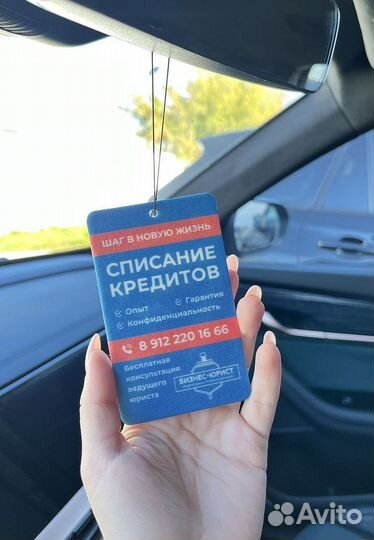 ШАГ В НОВУЮ ЖИЗНЬ
СПИСАНИЕ
КРЕДИТОВ
Опыт
Гарантия
Конфиденциальность
8 912 220 16 66
Бесплатная
консультация
ведущего
юриста
БИЗНЕС-ЮРИСТ
Avito